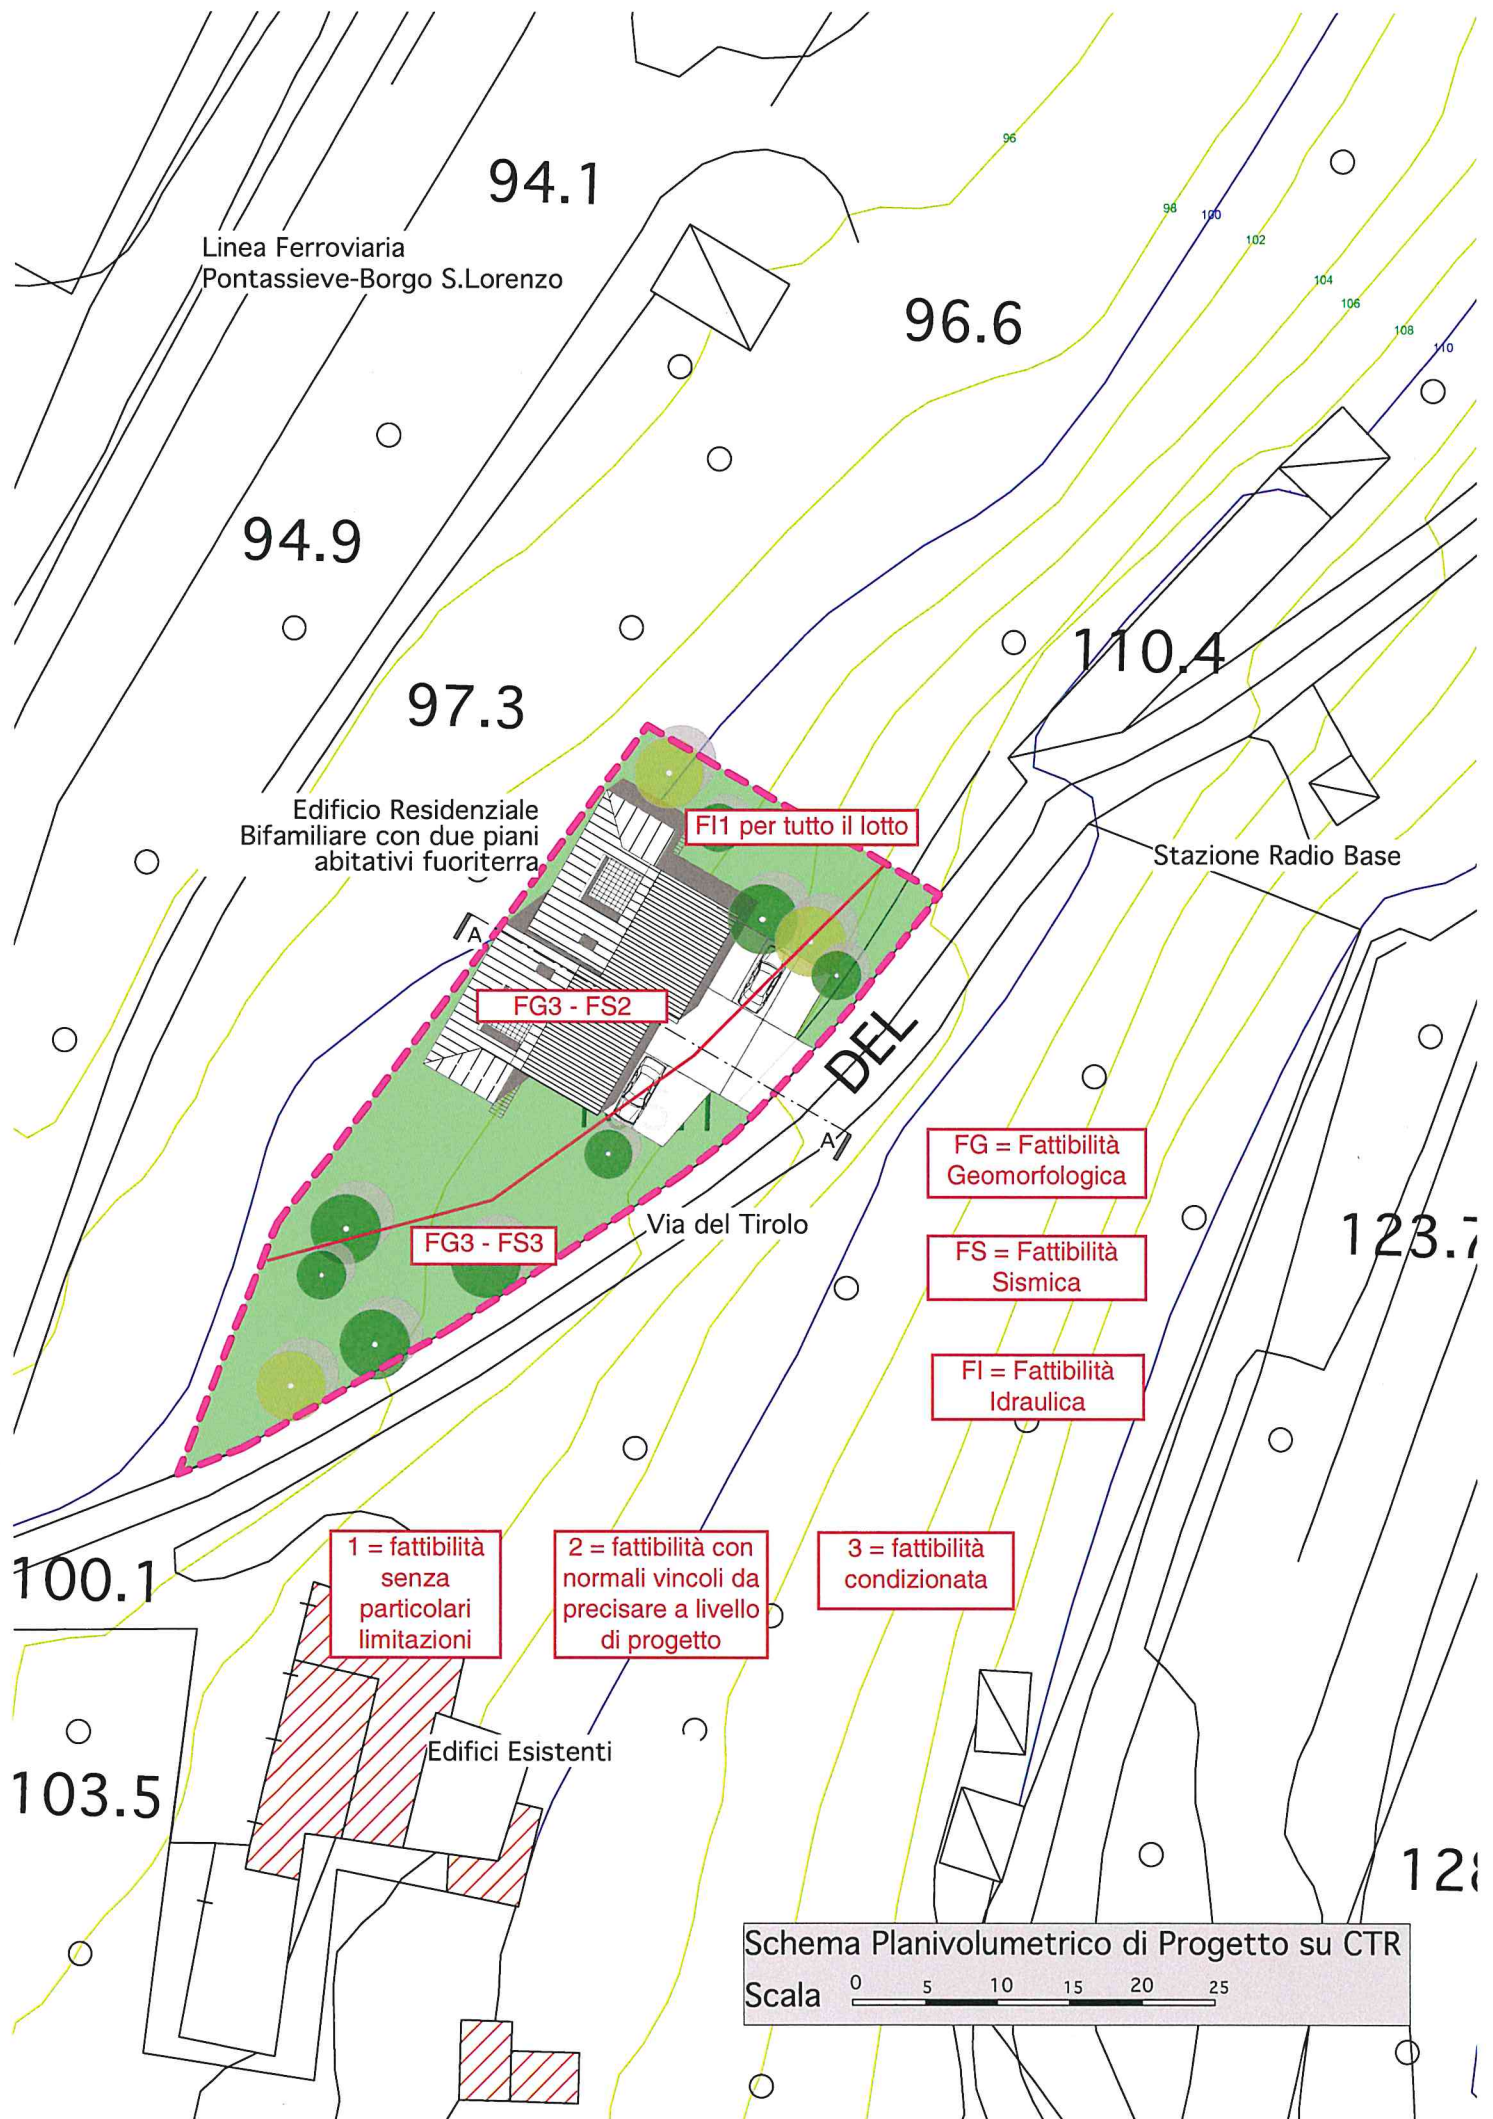 94.1
96
98
100
102
104
106
108
110
Linea Ferroviaria
Pontassieve-Borgo S.Lorenzo
96.6
94.9
110.4
97.3
Edificio Residenziale
Bifamiliare con due piani
abitativi fuoriterra
FI1 per tutto il lotto
Stazione Radio Base
A
FG3 - FS2
DEL
A
FG = Fattibilità
Geomorfologica
Via del Tirolo
FG3 - FS3
FS = Fattibilità
Sismica
123.7
FI = Fattibilità
Idraulica
100.1
1 = fattibilità
senza
particolari
limitazioni
2 = fattibilità con
normali vincoli da
precisare a livello
di progetto
3 = fattibilità
condizionata
Edifici Esistenti
103.5
Schema Planivolumetrico di Progetto su CTR
Scala 0 5 10 15 20 25